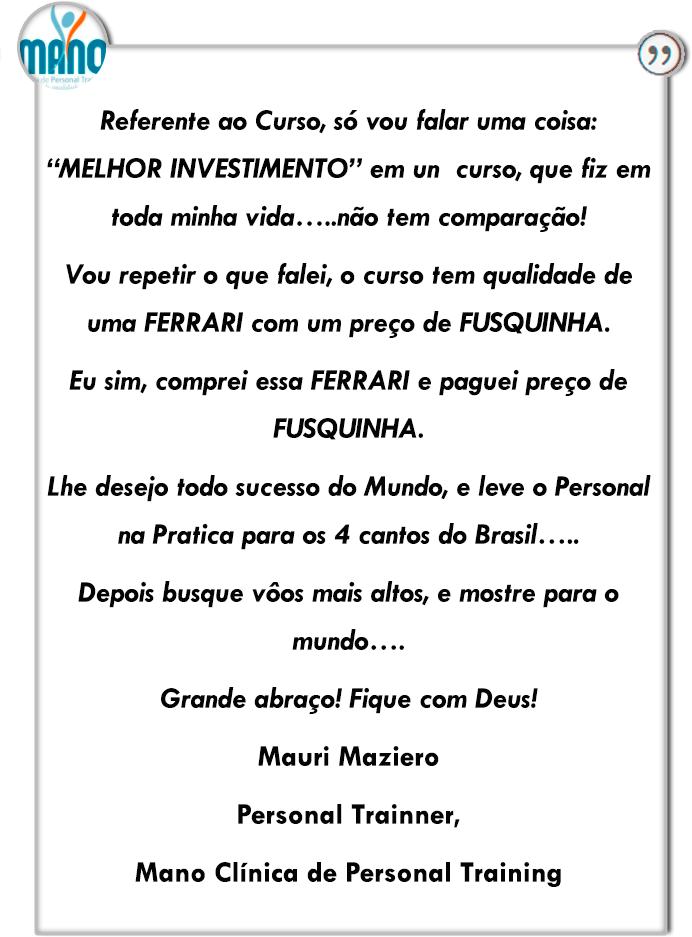 MANO
de Personal Trai
”
Referente ao Curso, só vou falar uma coisa:
“MELHOR INVESTIMENTO” em un curso, que fiz em
toda minha vida…..não tem comparação!
Vou repetir o que falei, o curso tem qualidade de
uma FERRARI com um preço de FUSQUINHA.
Eu sim, comprei essa FERRARI e paguei preço de
FUSQUINHA.
Lhe desejo todo sucesso do Mundo, e leve o Personal
na Pratica para os 4 cantos do Brasil…..
Depois busque vôos mais altos, e mostre para o
mundo….
Grande abraço! Fique com Deus!
Mauri Maziero
Personal Trainner,
Mano Clínica de Personal Training